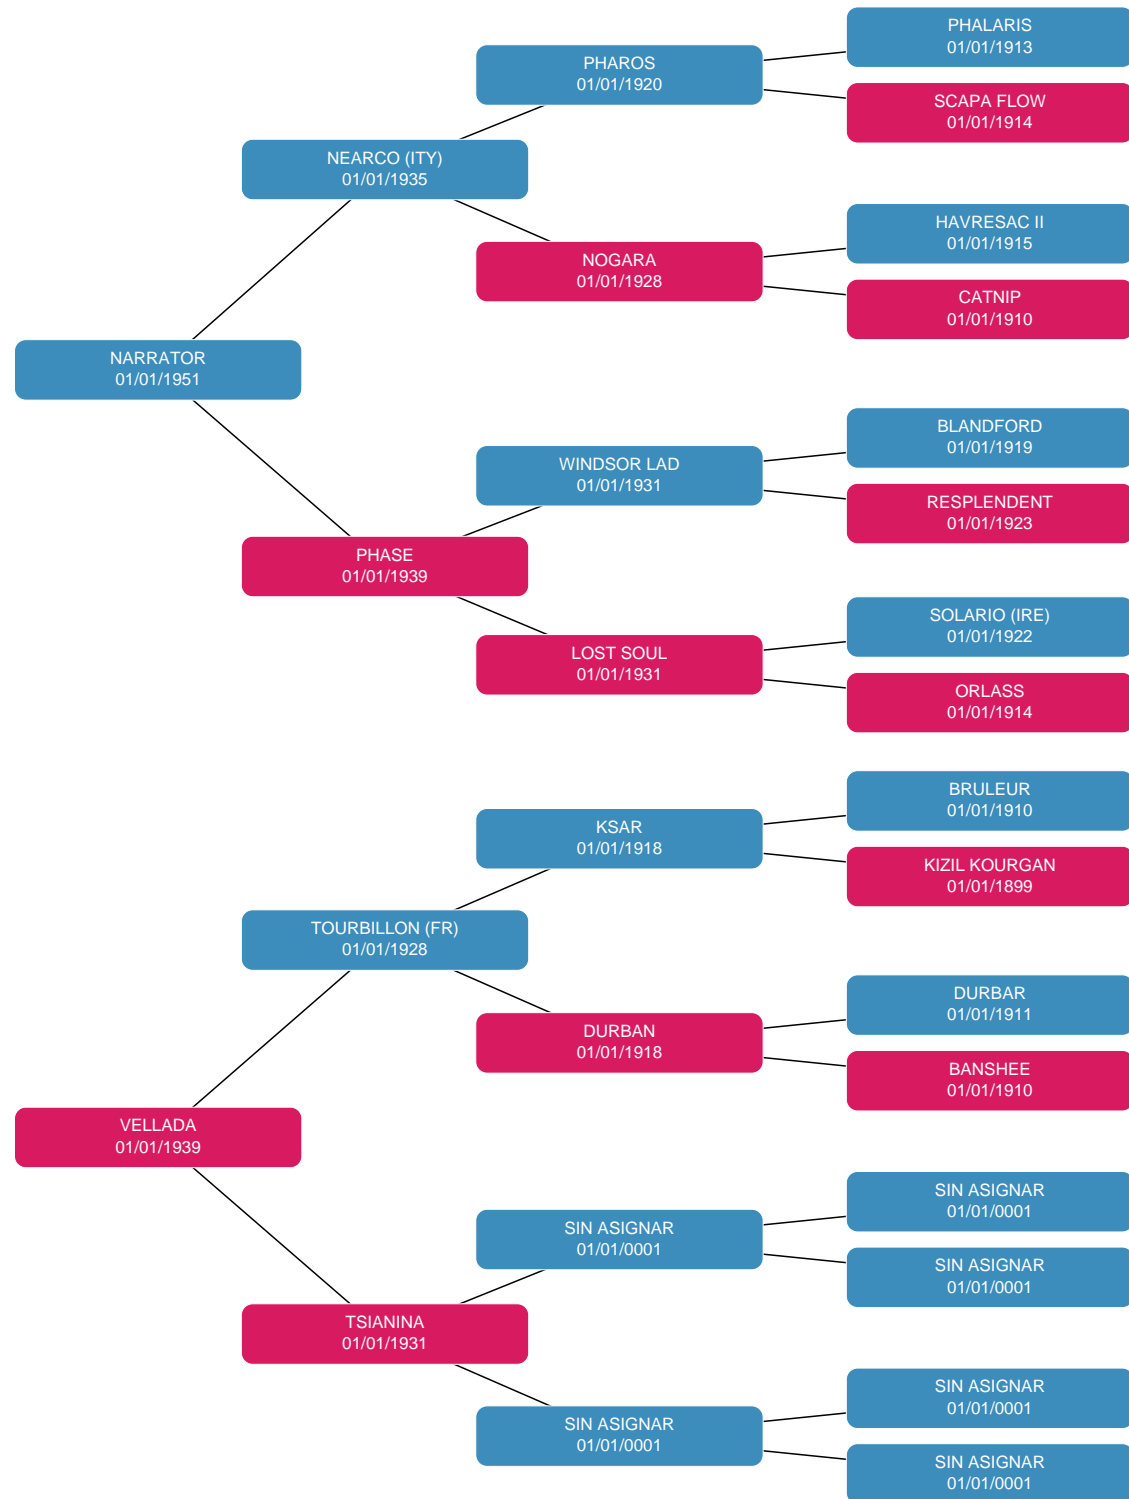 PHALARIS
01/01/1913
PHAROS
01/01/1920
SCAPA FLOW
01/01/1914
NEARCO (ITY)
01/01/1935
HAVRESAC II
01/01/1915
NOGARA
01/01/1928
CATNIP
01/01/1910
NARRATOR
01/01/1951
BLANDFORD
01/01/1919
WINDSOR LAD
01/01/1931
RESPLENDENT
01/01/1923
PHASE
01/01/1939
SOLARIO (IRE)
01/01/1922
LOST SOUL
01/01/1931
ORLASS
01/01/1914
BRULEUR
01/01/1910
KSAR
01/01/1918
KIZIL KOURGAN
01/01/1899
TOURBILLON (FR)
01/01/1928
DURBAR
01/01/1911
DURBAN
01/01/1918
BANSHEE
01/01/1910
VELLADA
01/01/1939
SIN ASIGNAR
01/01/0001
SIN ASIGNAR
01/01/0001
SIN ASIGNAR
01/01/0001
TSIANINA
01/01/1931
SIN ASIGNAR
01/01/0001
SIN ASIGNAR
01/01/0001
SIN ASIGNAR
01/01/0001